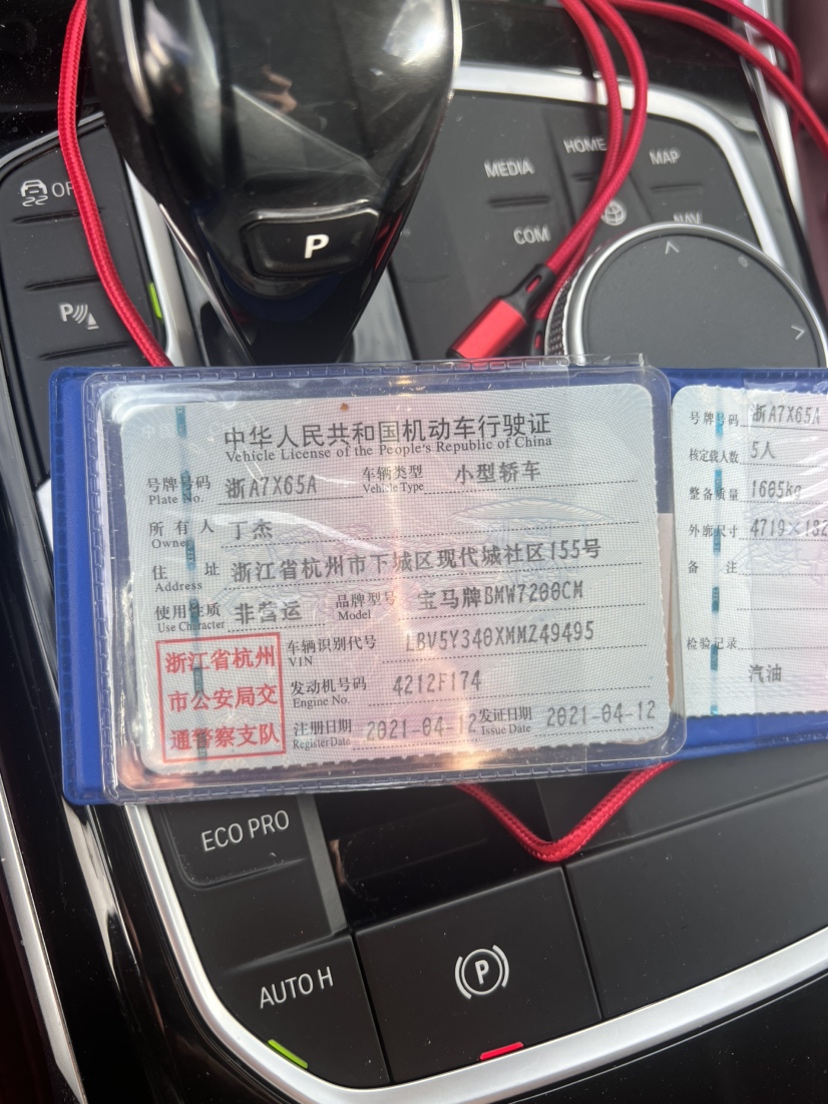 OF
P
MEDIA
HOME
MAP
COM
NAV
P
中华人民共和国机动车行驶证
Vehicle License of the People's Republic of China
号牌号码 浙A7X65A 车辆类型 小型轿车
Plate No. Vehicle Type
所有人 丁杰
Owner
住址 浙江省杭州市下城区现代城社区155号
Address
使用性质 非营运 品牌型号 宝马牌BMW7200CM
Use Character Model
浙江省杭州
市公安局交
通警察支队
车辆识别代号 LBV5Y340XMMZ49495
VIN
发动机号码 4212F174
Engine No.
注册日期 2021-04-12 发证日期 2021-04-12
Register Date Issue Date
号牌号码 浙A7X65A
核定载人数 5人
整备质量 1605kg
外廓尺寸 4719×182
备注
检验记录
汽油
ECO PRO
AUTO H
P